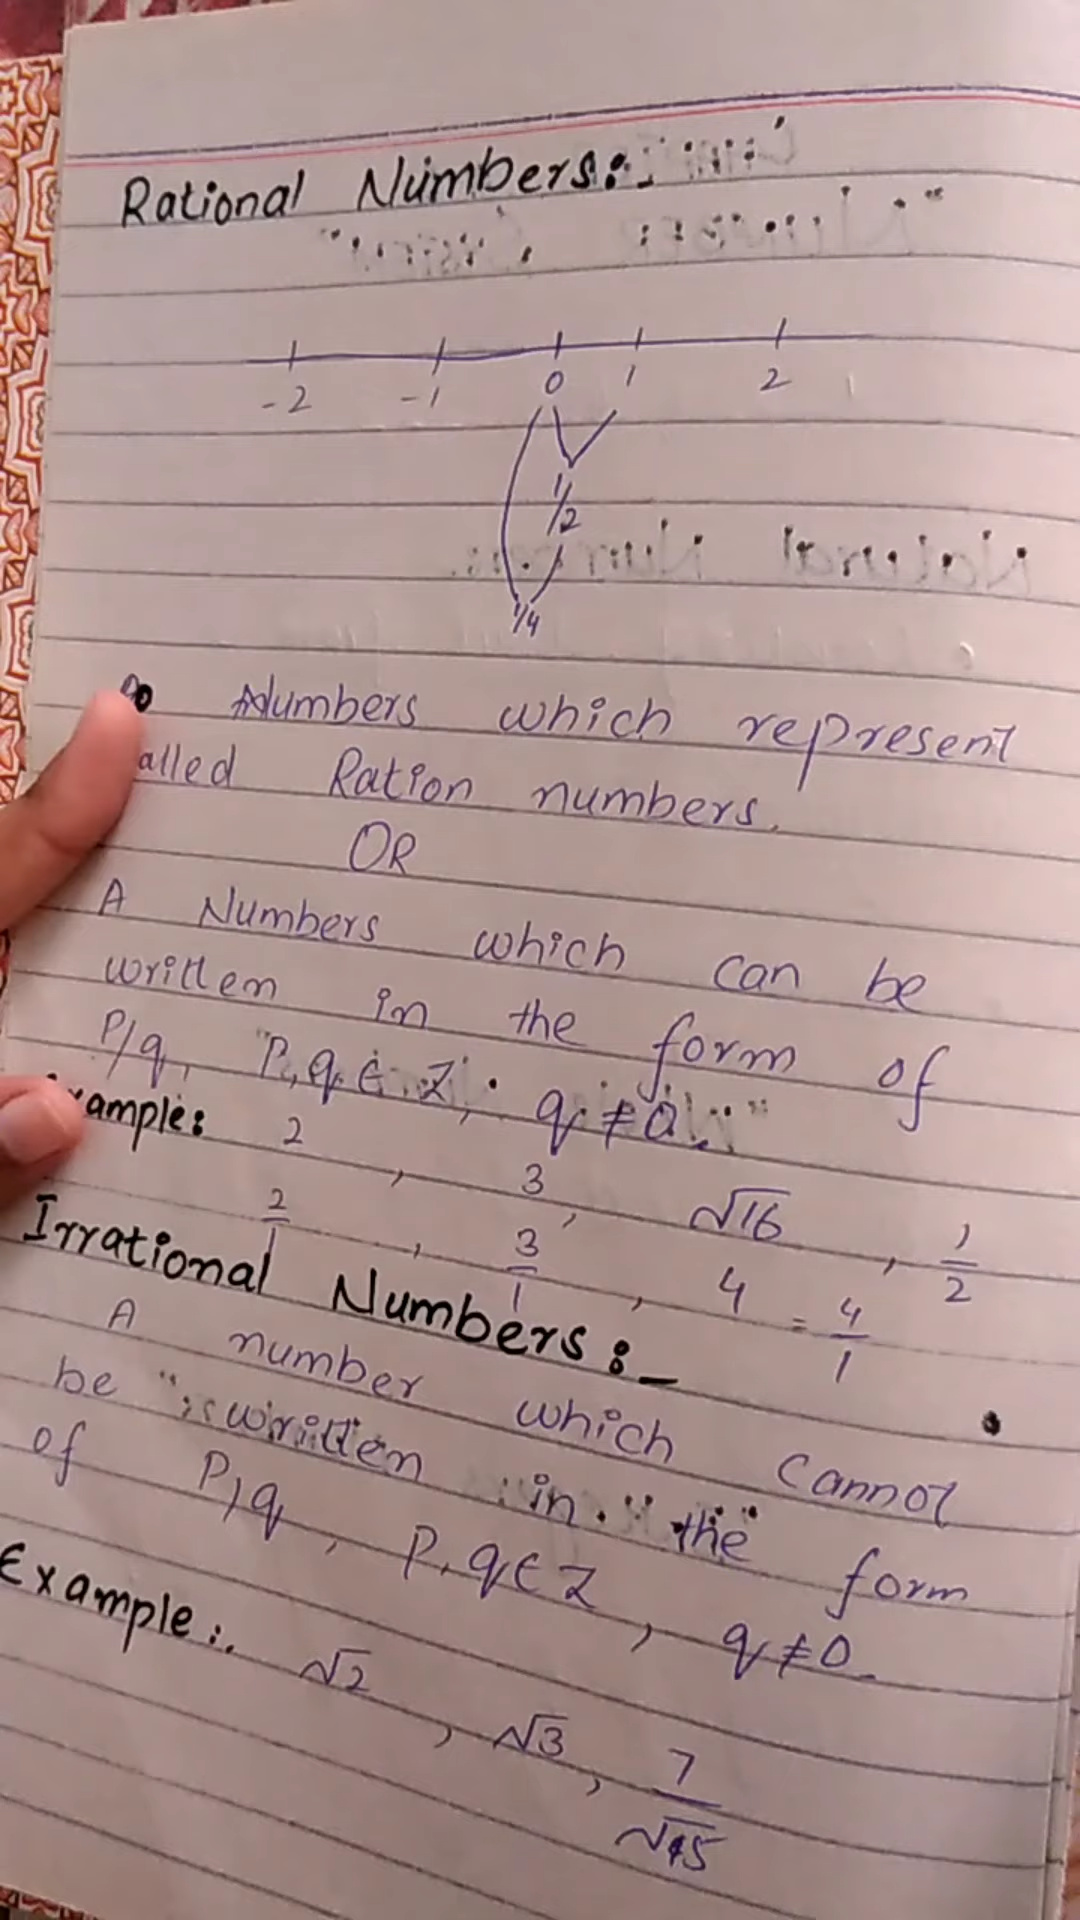 Rational Numbers:-
-2 -1 0 1 2
1/2
1/4
Numbers which represent
alled Ration numbers.
OR
A Numbers which can be
written in the form of
P/q, P,q ∈ Z, q ≠ 0.
xample: 2 , 3 , √16 , 1/2
2/1 , 3/1 , 4 = 4/1
Irrational Numbers:-
A number which cannot
be written in the form
of P/q , P,q ∈ Z , q ≠ 0.
Example:. √2 , √3 , 7/√15